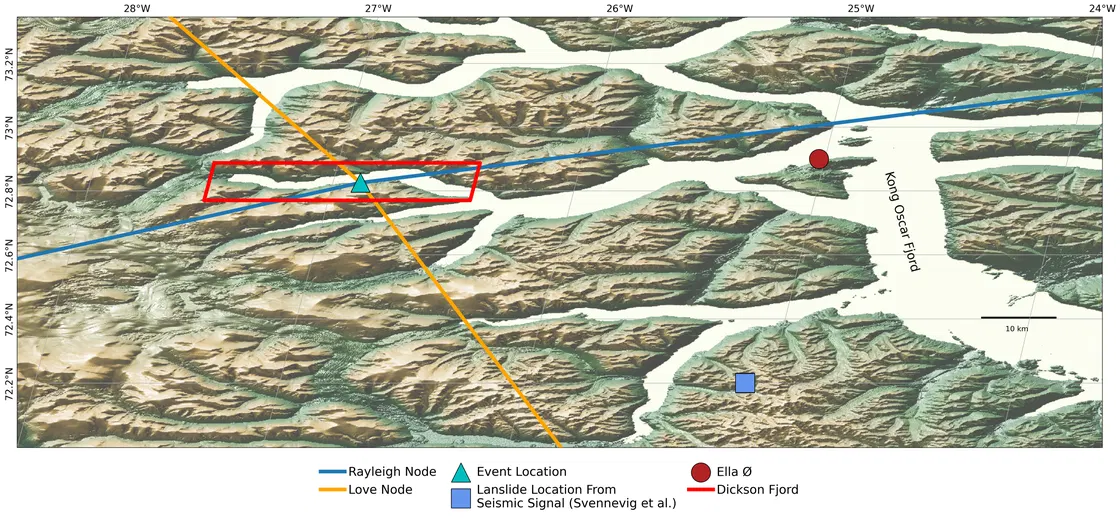 28°W 27°W 26°W 25°W 24°W
73.2°N
73°N
72.8°N
72.6°N
72.4°N
72.2°N
Kong Oscar Fjord
10 km
Rayleigh Node
Love Node
Event Location
Lanslide Location From
Seismic Signal (Svennevig et al.)
Ella Ø
Dickson Fjord